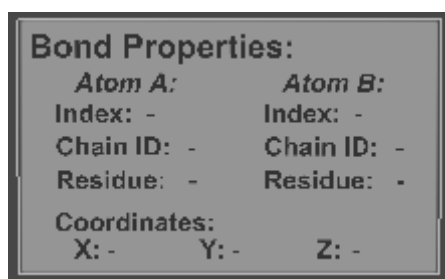 Bond Properties:
Atom A: Atom B:
Index: - Index: -
Chain ID: - Chain ID: -
Residue: - Residue: -
Coordinates:
X: - Y: - Z: -